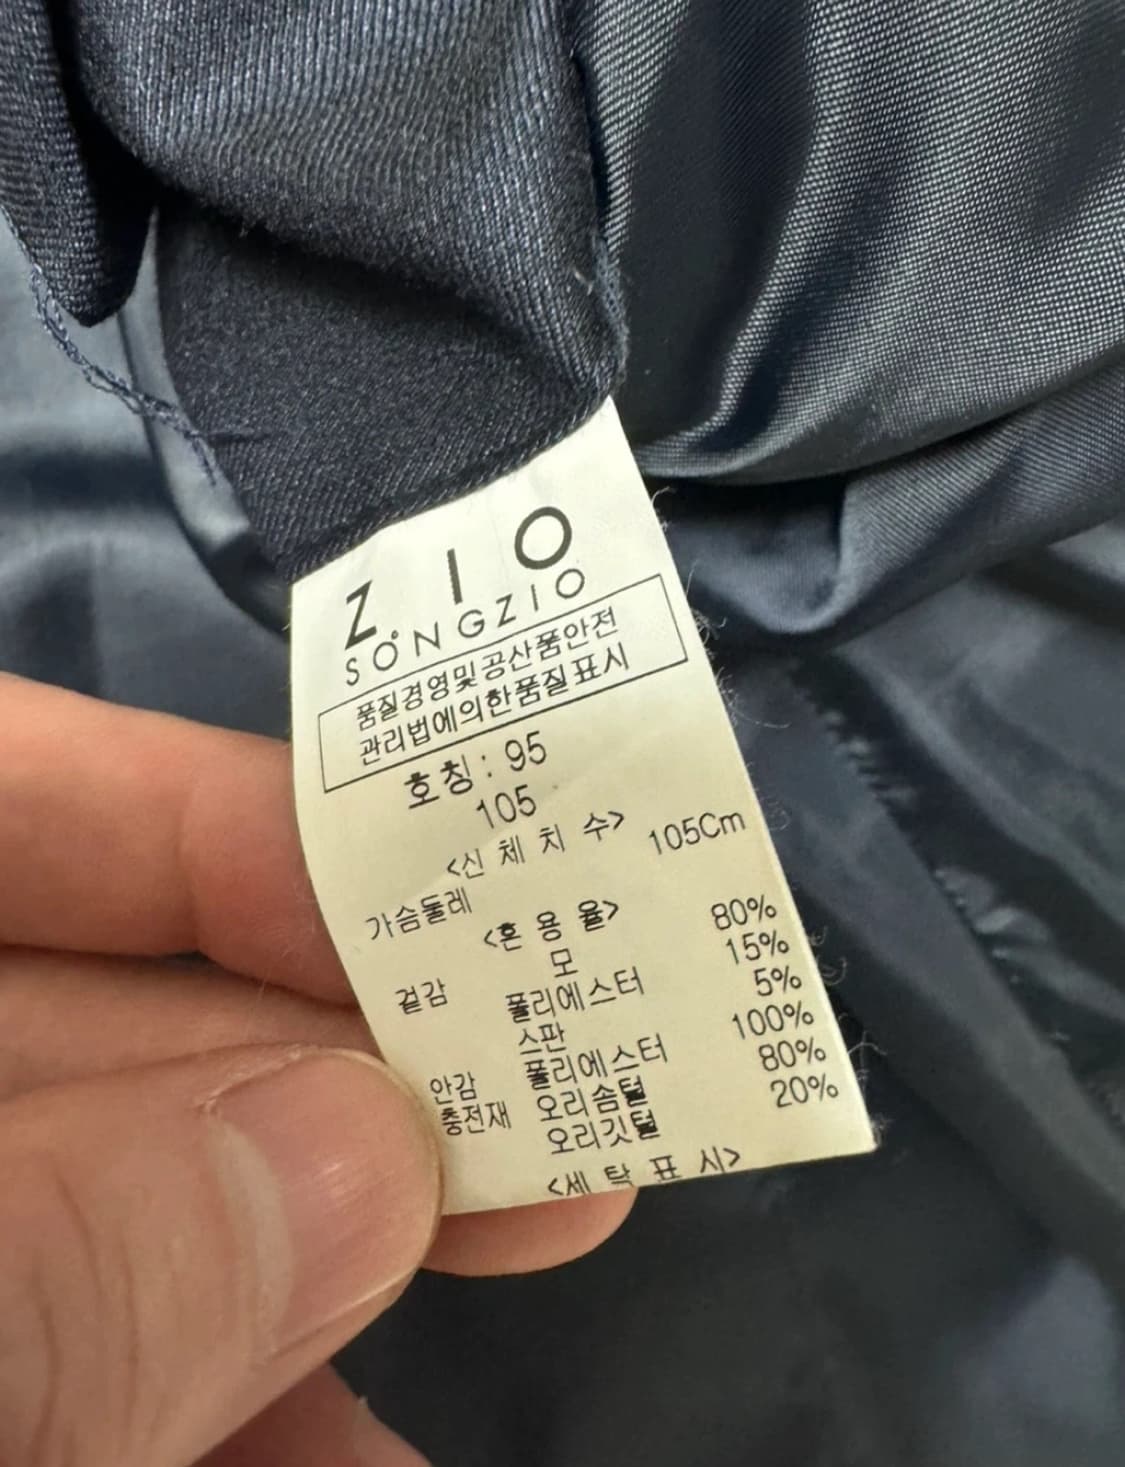 ZIO
SONGZIO
품질경영및공산품안전
관리법에의한품질표시
호칭 : 95
105
<신 체 치 수>
가슴둘레 105Cm
<혼 용 율>
겉감 모 80%
폴리에스터 15%
스판 5%
안감 폴리에스터 100%
충전재 오리솜털 80%
오리깃털 20%
<세 탁 표 시>